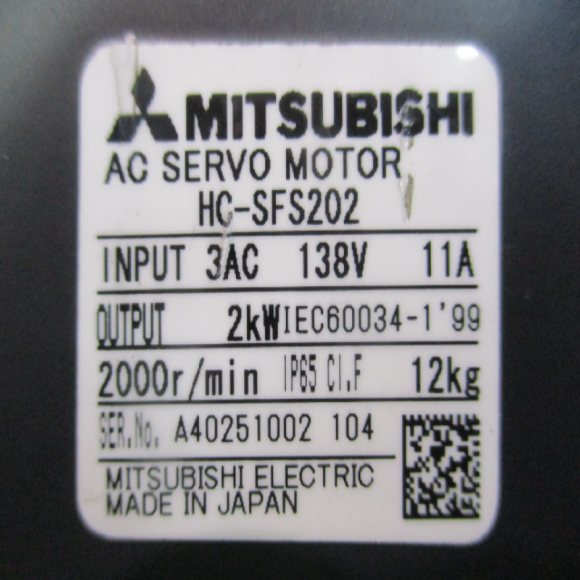 MITSUBISHI
AC SERVO MOTOR
HC-SFS202
INPUT 3AC 138V 11A
OUTPUT 2kW IEC60034-1'99
2000r/min IP65 CI.F 12kg
SER.No. A40251002 104
MITSUBISHI ELECTRIC
MADE IN JAPAN